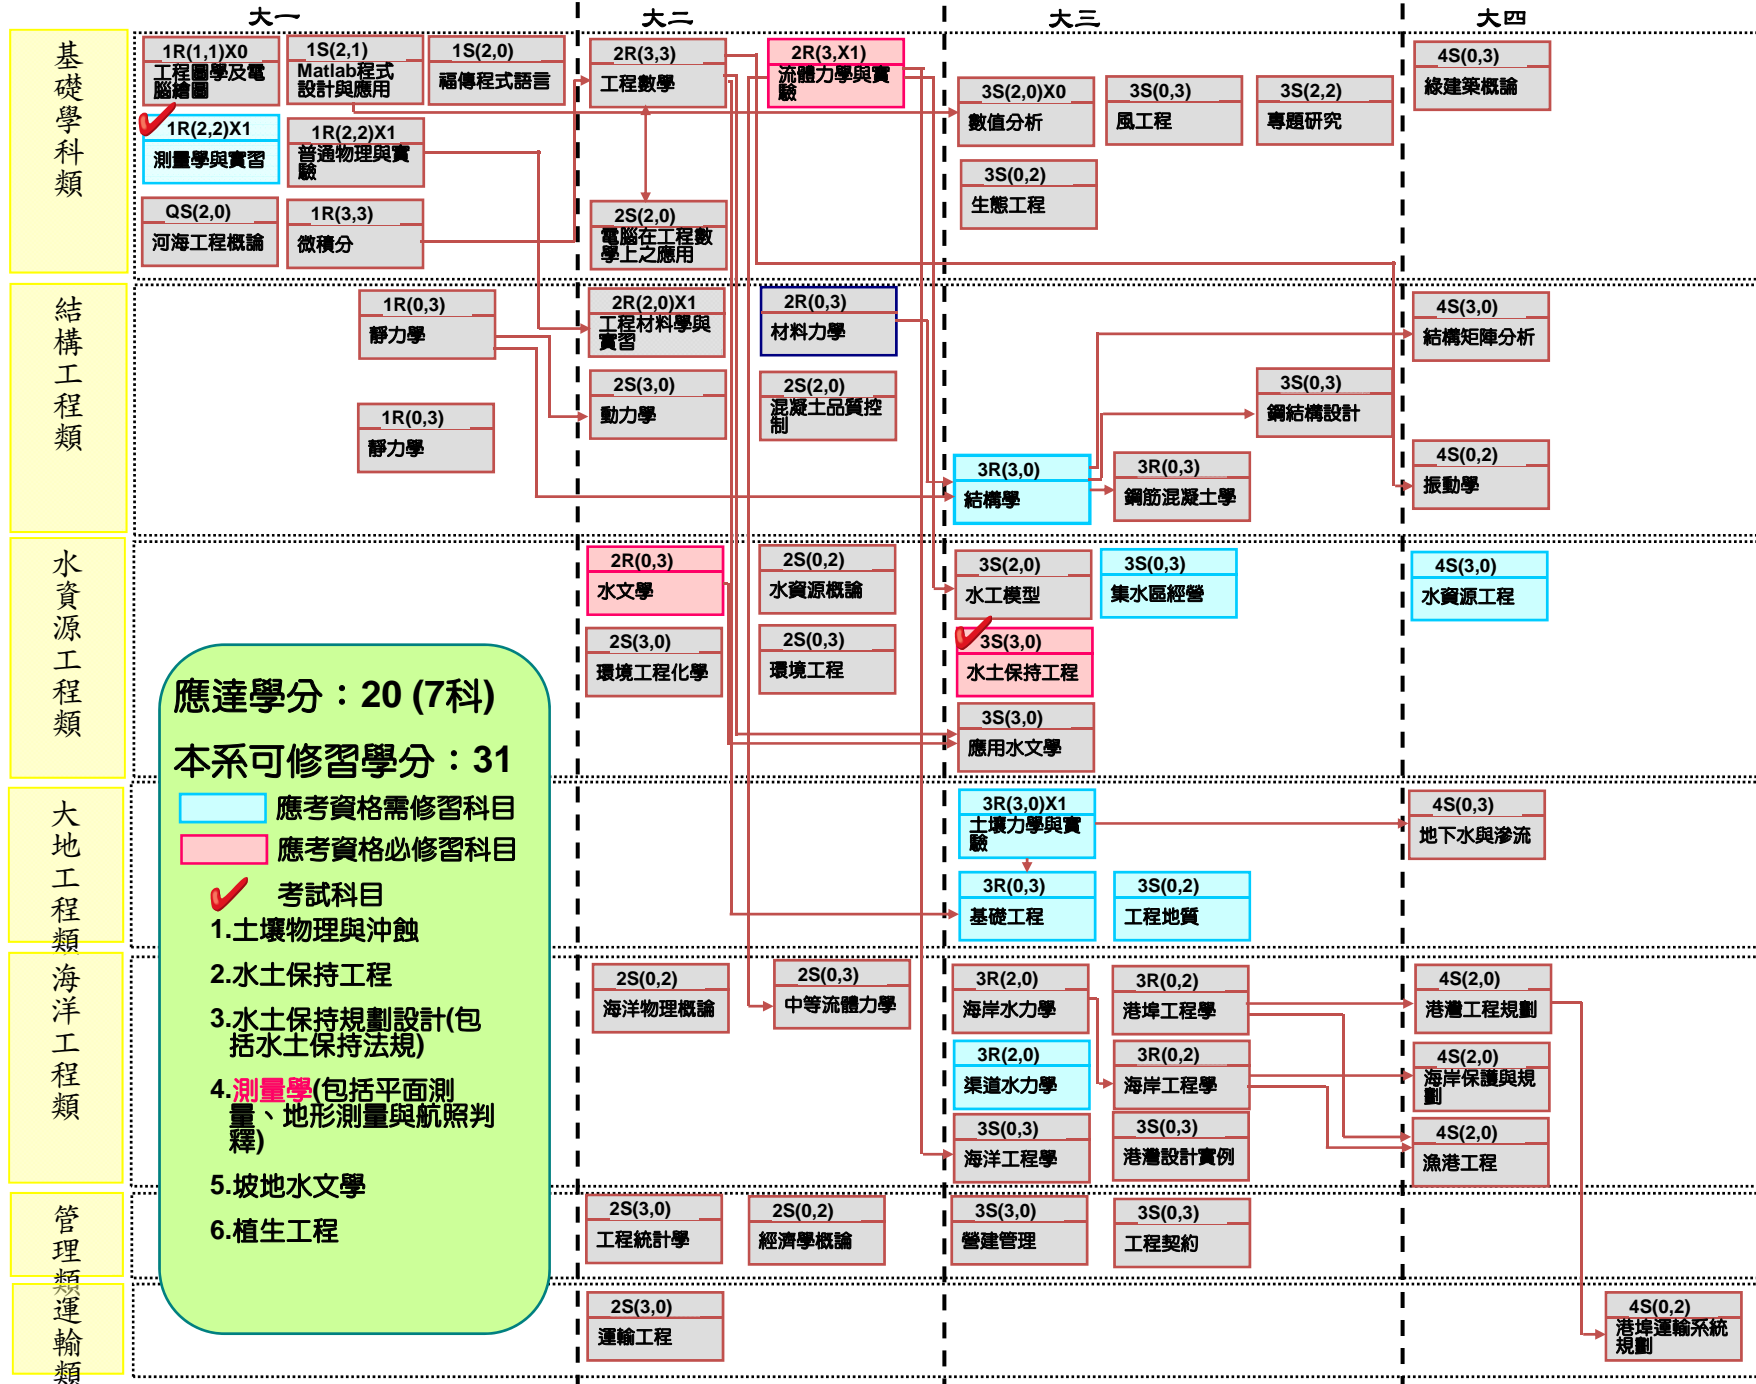 大一
大二
大三
大四
基礎學科類
1R(1,1)X0
工程圖學及電
腦繪圖
1S(2,1)
Matlab程式
設計與應用
1S(2,0)
福傳程式語言
2R(3,3)
工程數學
2R(3,X1)
流體力學與實
驗
3S(2,0)X0
數值分析
3S(0,3)
風工程
3S(2,2)
專題研究
4S(0,3)
綠建築概論
1R(2,2)X1
測量學與實習
1R(2,2)X1
普通物理與實
驗
3S(0,2)
生態工程
QS(2,0)
河海工程概論
1R(3,3)
微積分
2S(2,0)
電腦在工程數
學上之應用
結構工程類
1R(0,3)
靜力學
2R(2,0)X1
工程材料學與
實習
2R(0,3)
材料力學
4S(3,0)
結構矩陣分析
1R(0,3)
靜力學
2S(3,0)
動力學
2S(2,0)
混凝土品質控
制
3S(0,3)
鋼結構設計
3R(3,0)
結構學
3R(0,3)
鋼筋混凝土學
4S(0,2)
振動學
水資源工程類
2R(0,3)
水文學
2S(0,2)
水資源概論
3S(2,0)
水工模型
3S(0,3)
集水區經營
4S(3,0)
水資源工程
2S(3,0)
環境工程化學
2S(0,3)
環境工程
3S(3,0)
水土保持工程
3S(3,0)
應用水文學
應達學分：20 (7科)
本系可修習學分：31
應考資格需修習科目
應考資格必修習科目
考試科目
1.土壤物理與沖蝕
2.水土保持工程
3.水土保持規劃設計(包
括水土保持法規)
4.測量學(包括平面測
量、地形測量與航照判
釋)
5.坡地水文學
6.植生工程
大地工程類
3R(3,0)X1
土壤力學與實
驗
4S(0,3)
地下水與滲流
3R(0,3)
基礎工程
3S(0,2)
工程地質
海洋工程類
2S(0,2)
海洋物理概論
2S(0,3)
中等流體力學
3R(2,0)
海岸水力學
3R(0,2)
港埠工程學
4S(2,0)
港灣工程規劃
3R(2,0)
渠道水力學
3R(0,2)
海岸工程學
4S(2,0)
海岸保護與規
劃
3S(0,3)
海洋工程學
3S(0,3)
港灣設計實例
4S(2,0)
漁港工程
管理類
2S(3,0)
工程統計學
2S(0,2)
經濟學概論
3S(3,0)
營建管理
3S(0,3)
工程契約
運輸類
2S(3,0)
運輸工程
4S(0,2)
港埠運輸系統
規劃